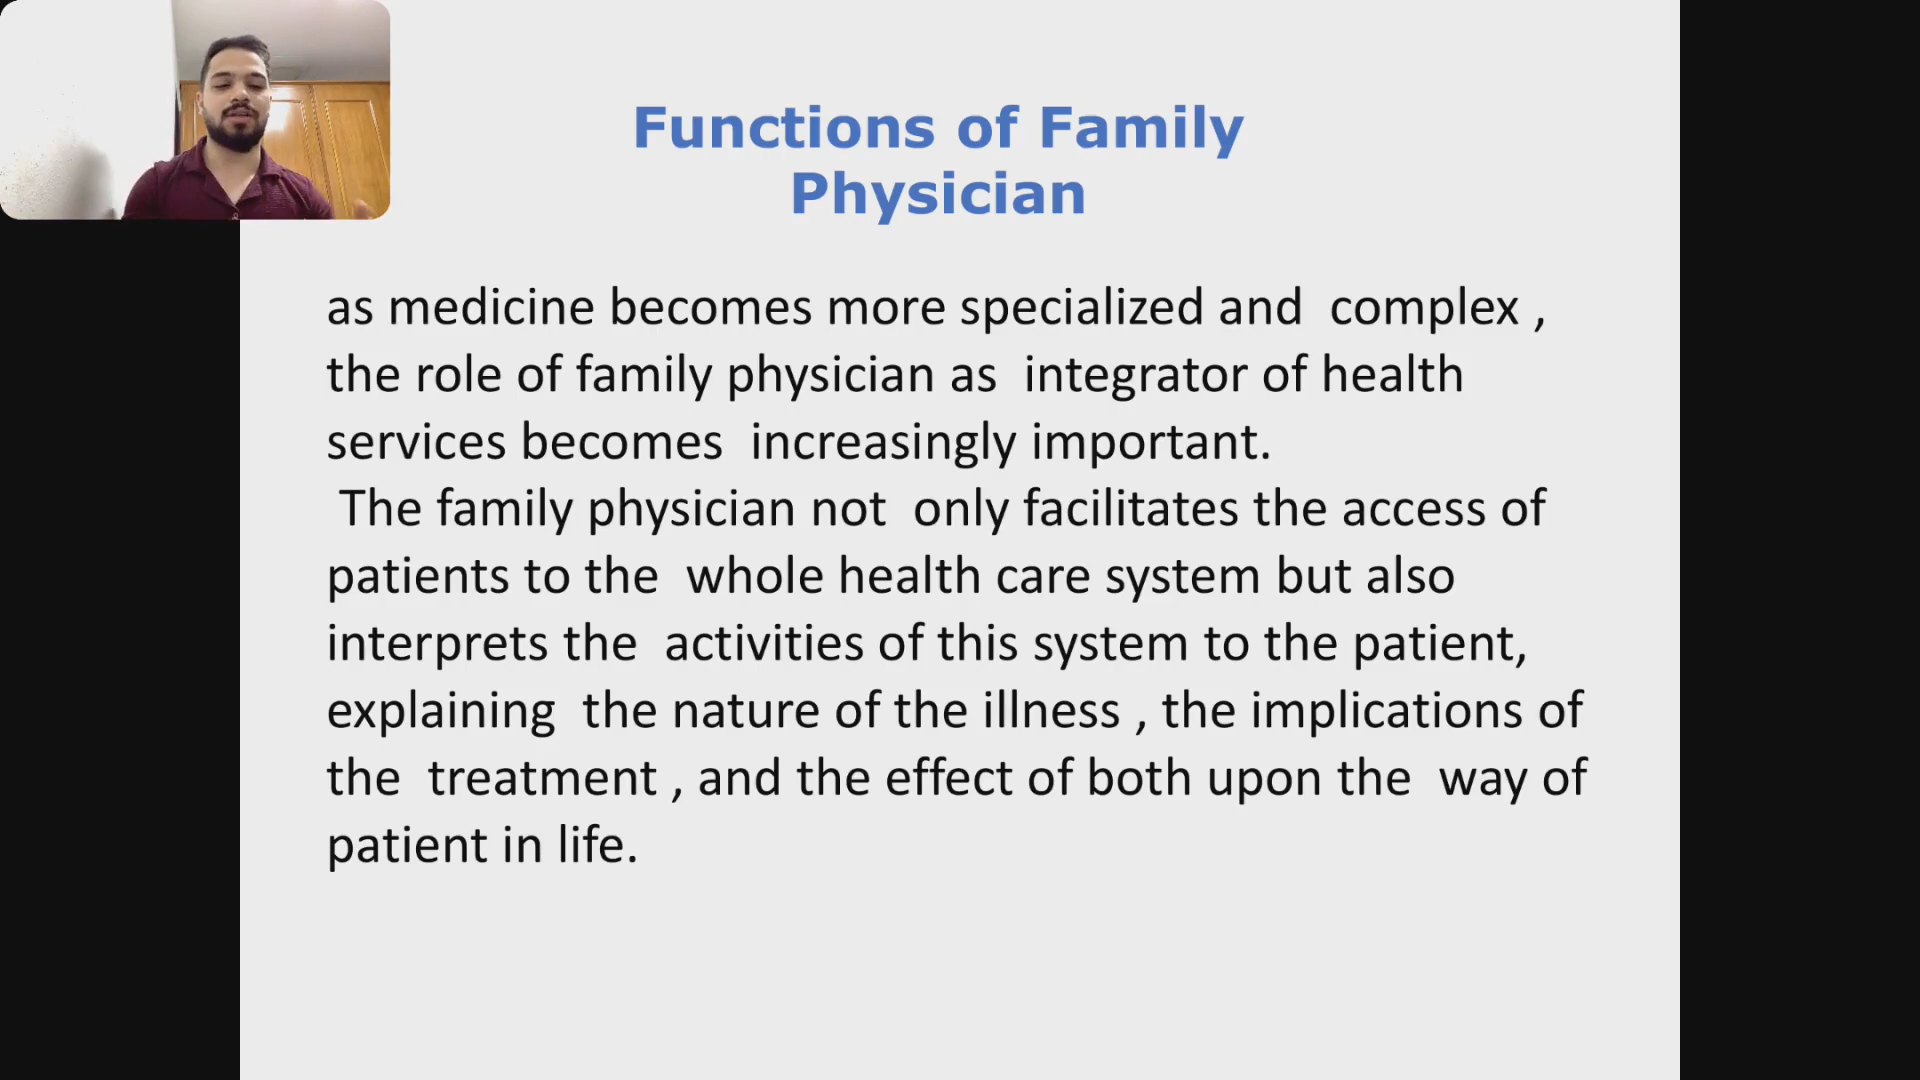 Functions of Family
Physician
as medicine becomes more specialized and complex ,
the role of family physician as integrator of health
services becomes increasingly important.
The family physician not only facilitates the access of
patients to the whole health care system but also
interprets the activities of this system to the patient,
explaining the nature of the illness , the implications of
the treatment , and the effect of both upon the way of
patient in life.